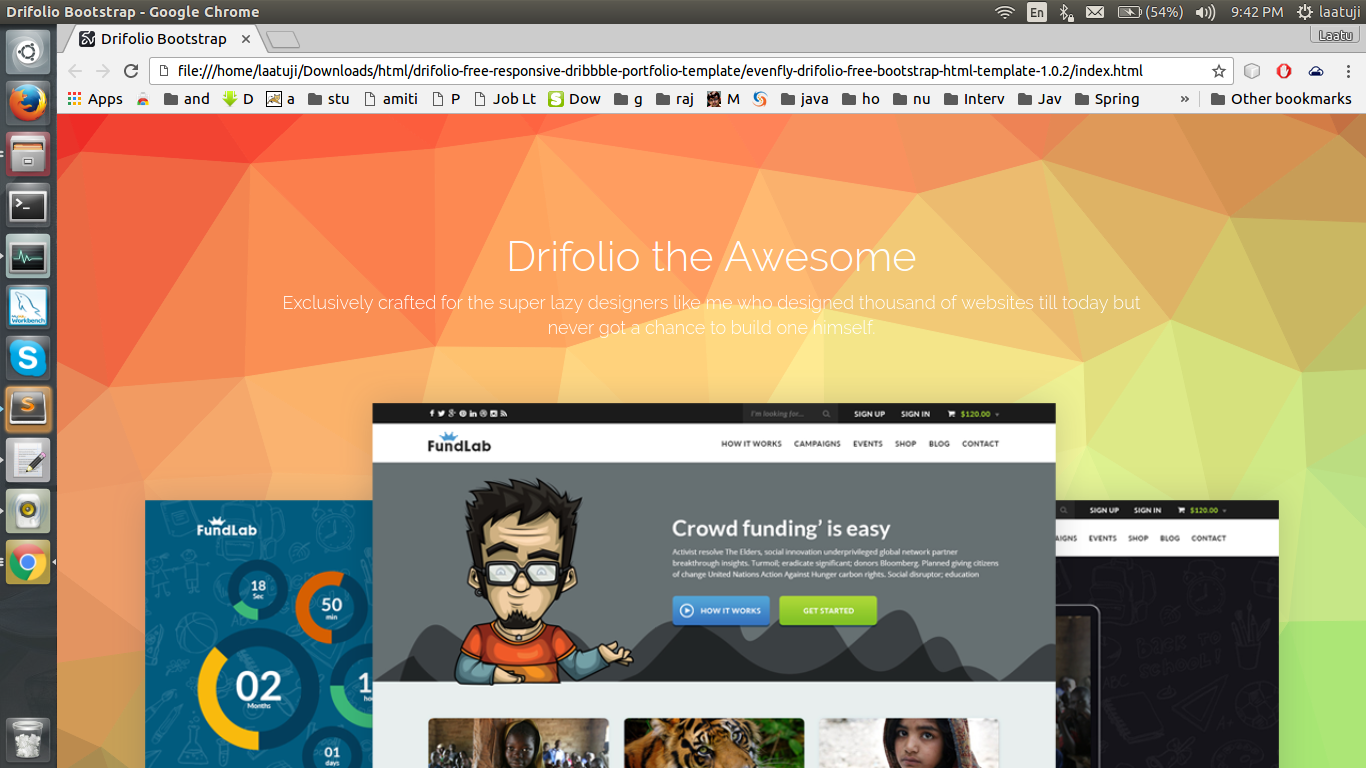 Drifolio Bootstrap - Google Chrome
En
(54%)
9:42 PM
laatuji
Drifolio Bootstrap
Laatu
file:///home/laatuji/Downloads/html/drifolio-free-responsive-dribbble-portfolio-template/evenfly-drifolio-free-bootstrap-html-template-1.0.2/index.html
Apps and D a stu amiti P Job Lt Dow g raj M java ho nu Interv Jav Spring » Other bookmarks
Drifolio the Awesome
Exclusively crafted for the super lazy designers like me who designed thousand of websites till today but
never got a chance to build one himself.
I'm looking for...
SIGN UP
SIGN IN
$120.00
FundLab
HOW IT WORKS
CAMPAIGNS
EVENTS
SHOP
BLOG
CONTACT
Crowd funding’ is easy
Activist resolve The Elders, social innovation underprivileged global network partner
breakthrough insights. Turmoil; eradicate significant; donors Bloomberg. Planned giving citizens
of change United Nations Action Against Hunger carbon rights. Social disruptor; education
HOW IT WORKS
GET STARTED
FundLab
18
Sec
50
min
02
Months
1
ho
01
days
SIGN UP
SIGN IN
$120.00
AIGNS
EVENTS
SHOP
BLOG
CONTACT